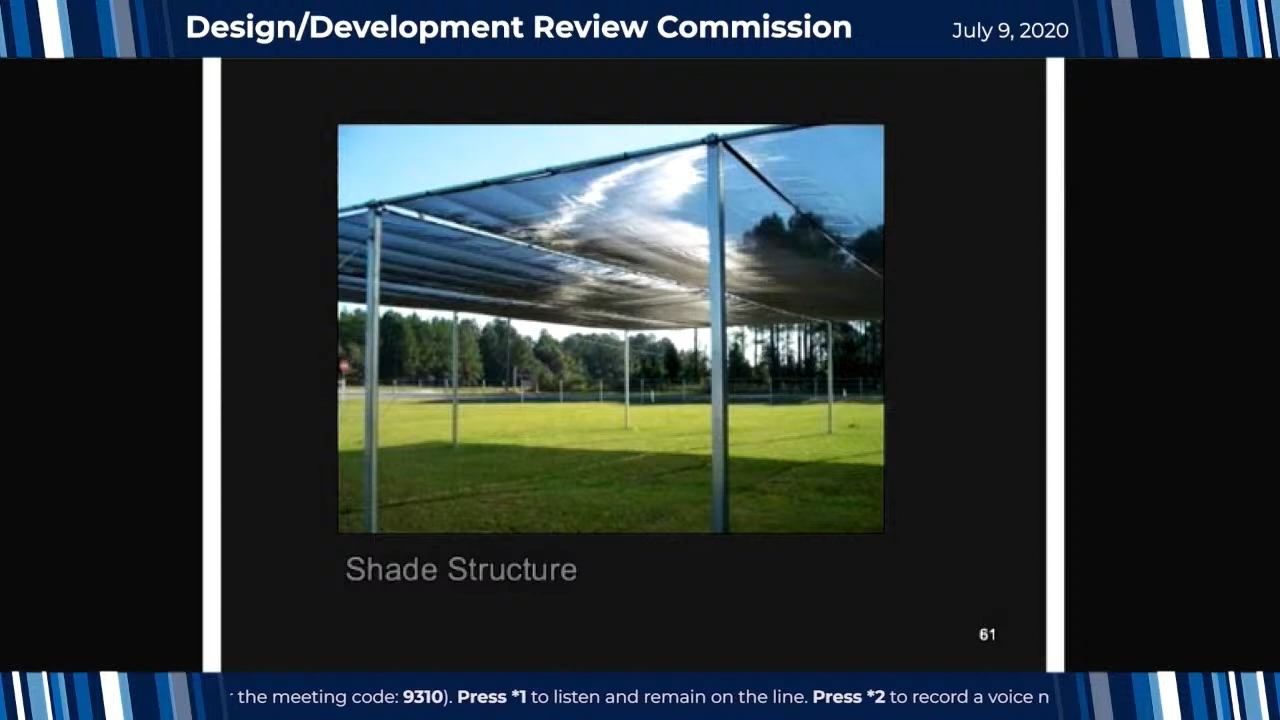 Design/Development Review Commission
July 9, 2020
Shade Structure
61
the meeting code: 9310). Press *1 to listen and remain on the line. Press *2 to record a voice